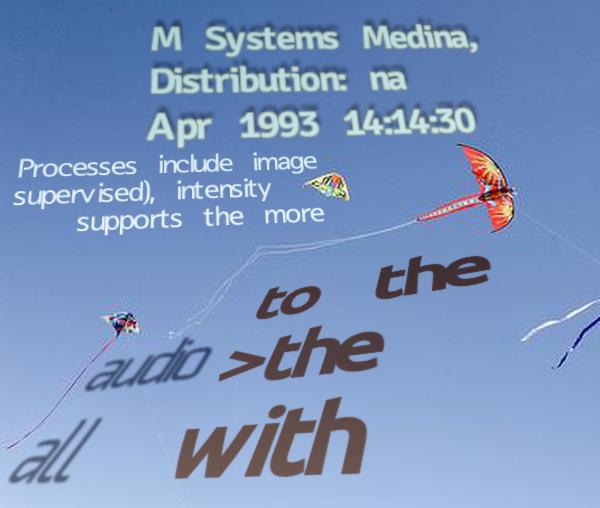 M Systems Medina,
Distribution: na
Apr 1993 14:14:30
Processes include image
supervised), intensity
supports the more
to the
>the
with
audio
all